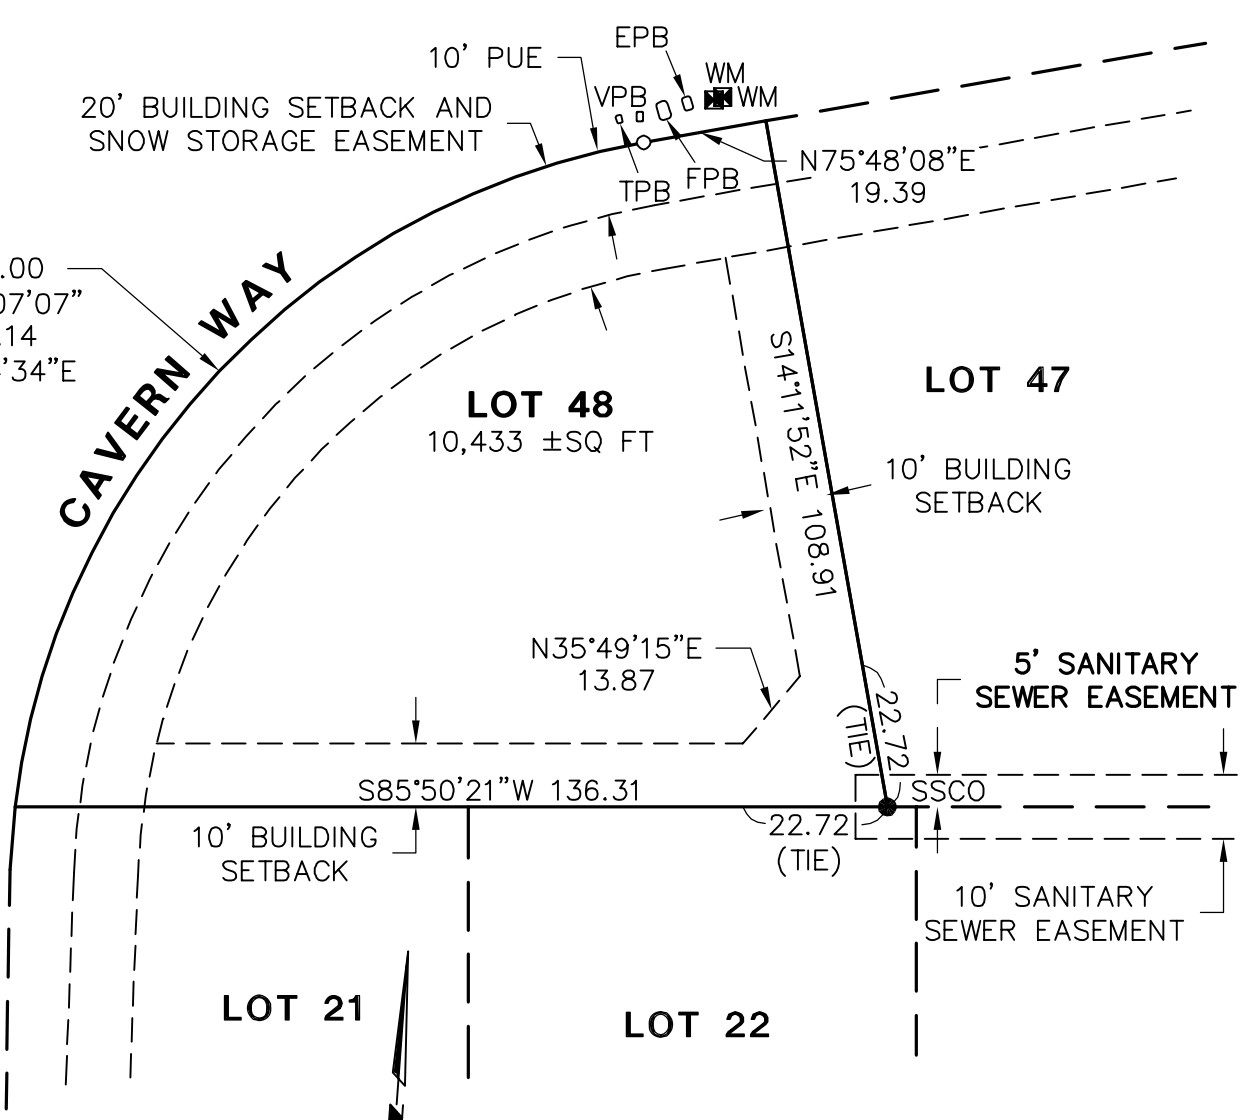 EPB
10' PUE
WM
VPB
WM
20' BUILDING SETBACK AND
SNOW STORAGE EASEMENT
N75°48'08"E
19.39
TPB
FPB
.00
07'07"
14
'34"E
CAVERN WAY
LOT 48
10,433 ±SQ FT
LOT 47
S14°11'52"E 108.91
10' BUILDING
SETBACK
N35°49'15"E
13.87
5' SANITARY
SEWER EASEMENT
22.72
(TIE)
S85°50'21"W 136.31
SSCO
10' BUILDING
SETBACK
22.72
(TIE)
10' SANITARY
SEWER EASEMENT
LOT 21
LOT 22